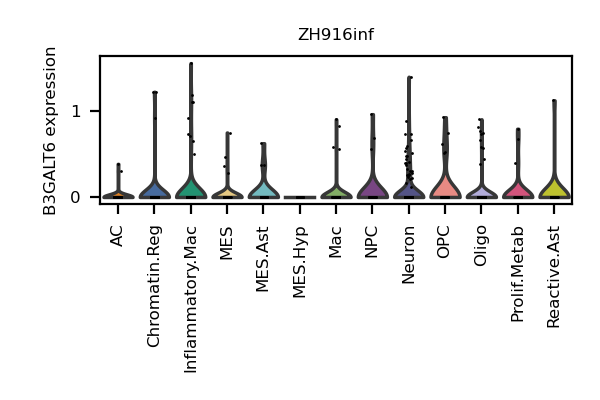 ZH916inf
B3GALT6 expression
1
0
AC
Chromatin.Reg
Inflammatory.Mac
MES
MES.Ast
MES.Hyp
Mac
NPC
Neuron
OPC
Oligo
Prolif.Metab
Reactive.Ast